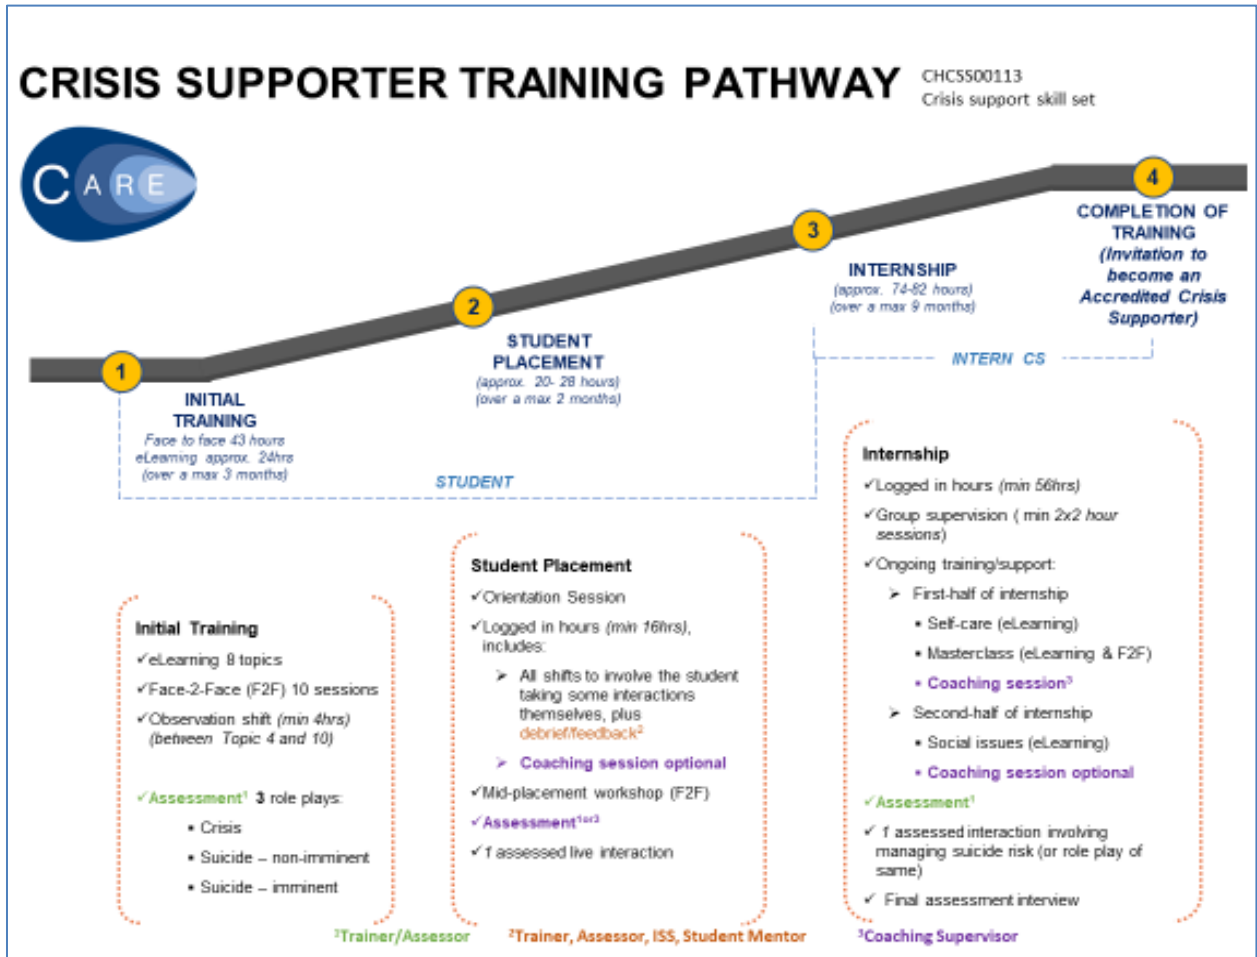 CRISIS SUPPORTER TRAINING PATHWAY
CHCSS00113
Crisis support skill set
CARE
1
INITIAL
TRAINING
Face to face 43 hours
eLearning approx. 24hrs
(over a max 3 months)
2
STUDENT
PLACEMENT
(approx. 20- 28 hours)
(over a max 2 months)
3
INTERNSHIP
(approx. 74-82 hours)
(over a max 9 months)
4
COMPLETION OF
TRAINING
(Invitation to
become an
Accredited Crisis
Supporter)
STUDENT
INTERN CS
Initial Training
✓eLearning 8 topics
✓Face-2-Face (F2F) 10 sessions
✓Observation shift (min 4hrs)
(between Topic 4 and 10)
✓Assessment¹ 3 role plays:
▪ Crisis
▪ Suicide – non-imminent
▪ Suicide – imminent
Student Placement
✓Orientation Session
✓Logged in hours (min 16hrs),
includes:
➢ All shifts to involve the student
taking some interactions
themselves, plus
debrief/feedback²
➢ Coaching session optional
✓Mid-placement workshop (F2F)
✓Assessment¹ᵒʳ³
✓1 assessed live interaction
Internship
✓Logged in hours (min 56hrs)
✓Group supervision ( min 2x2 hour
sessions)
✓Ongoing training/support:
➢ First-half of internship
▪ Self-care (eLearning)
▪ Masterclass (eLearning & F2F)
▪ Coaching session³
➢ Second-half of internship
▪ Social issues (eLearning)
▪ Coaching session optional
✓Assessment¹
✓ 1 assessed interaction involving
managing suicide risk (or role play of
same)
✓ Final assessment interview
¹Trainer/Assessor
²Trainer, Assessor, ISS, Student Mentor
³Coaching Supervisor